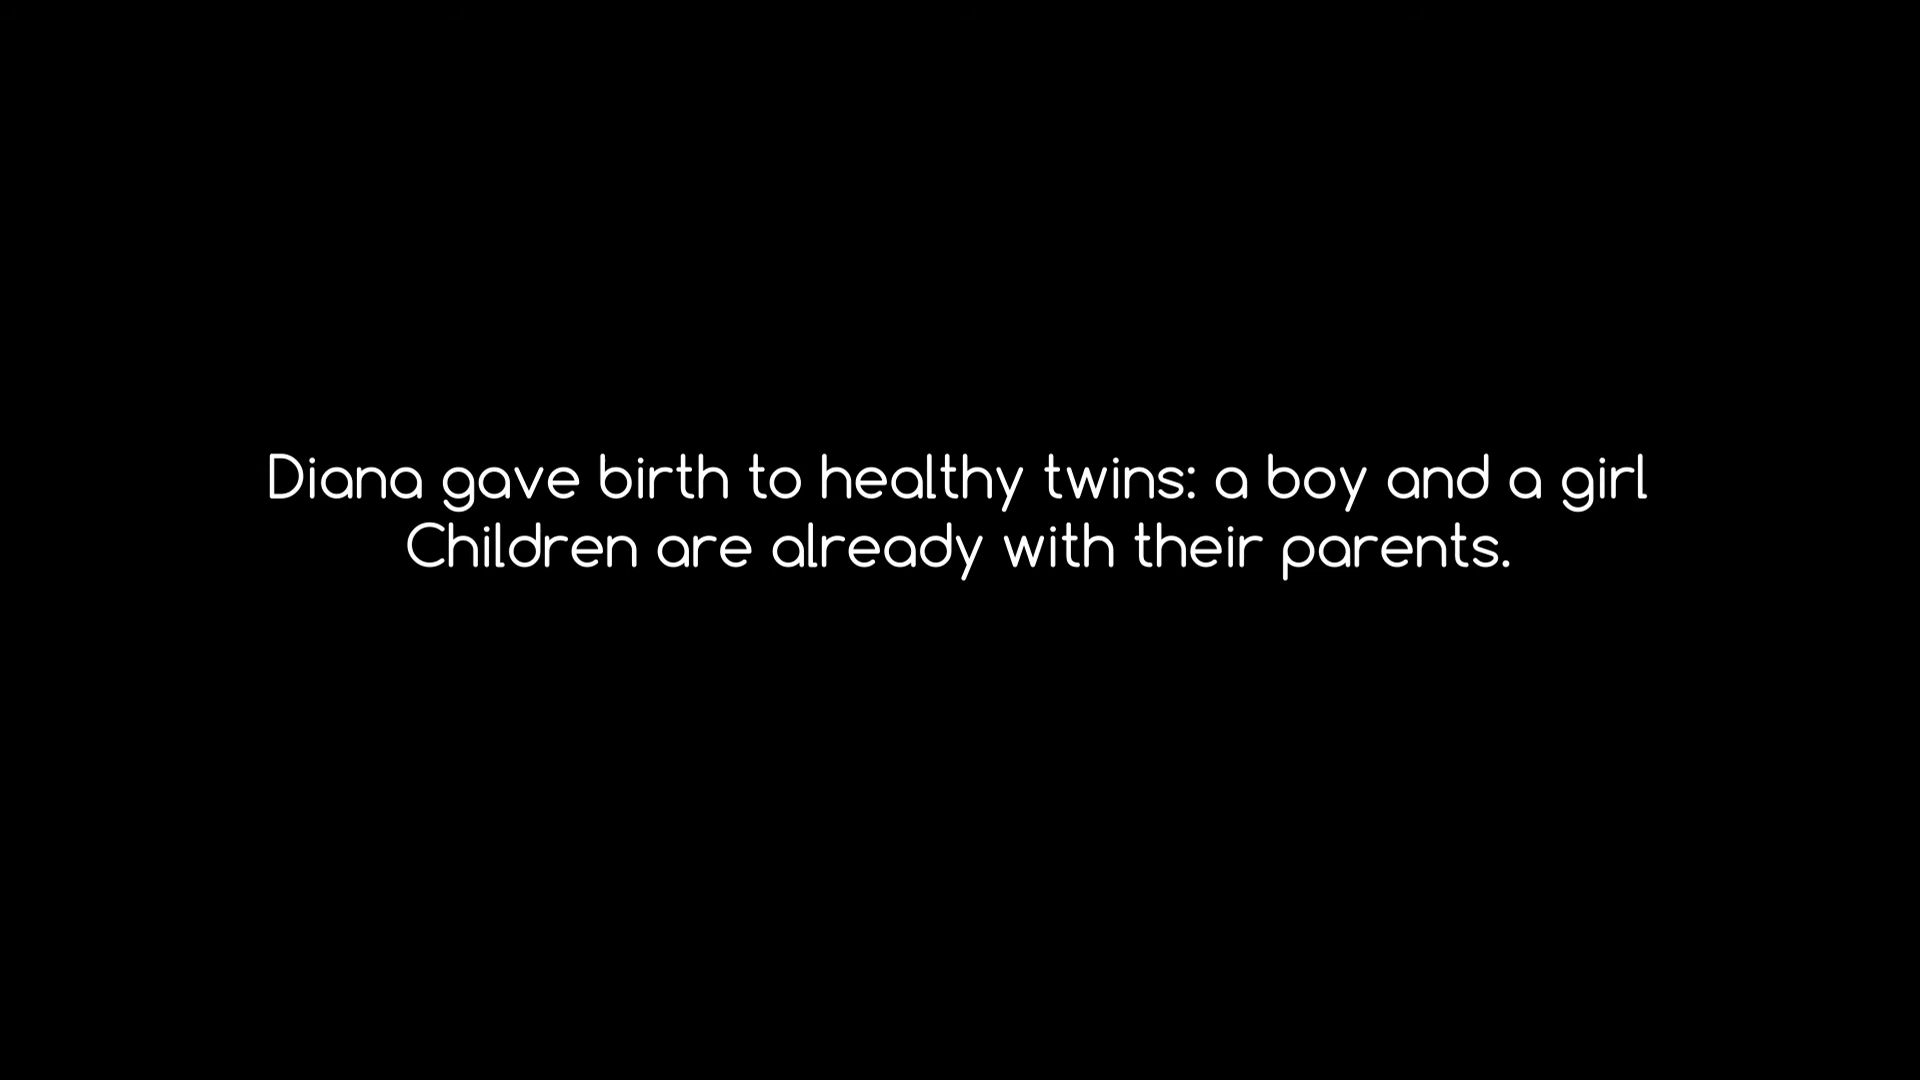 Diana gave birth to healthy twins: a boy and a girl
Children are already with their parents.